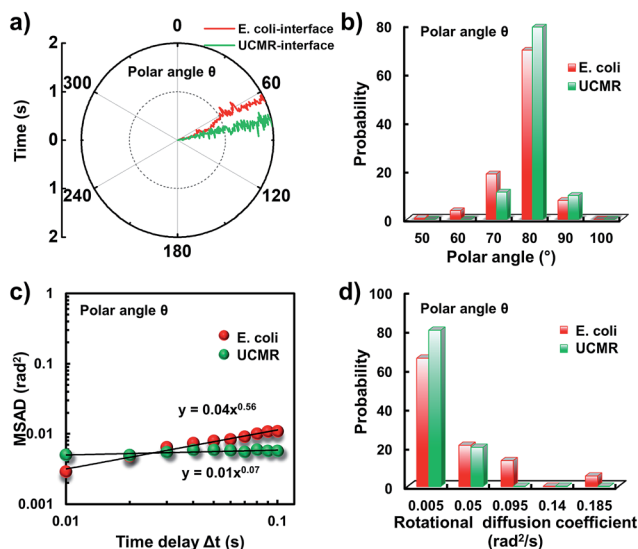 a)
0
E. coli-interface
UCMR-interface
Polar angle θ
60
120
180
240
300
2
1
0
1
2
Time (s)
b)
Polar angle θ
E. coli
UCMR
80
60
40
20
0
Probability
50 60 70 80 90 100
Polar angle (°)
c)
Polar angle θ
E. coli
UCMR
1
0.1
0.01
0.001
MSAD (rad²)
y = 0.04x^0.56
y = 0.01x^0.07
0.01 0.1
Time delay Δt (s)
d)
Polar angle θ
E. coli
UCMR
100
80
60
40
20
0
Probability
0.005 0.05 0.095 0.14 0.185
Rotational diffusion coefficient
(rad²/s)